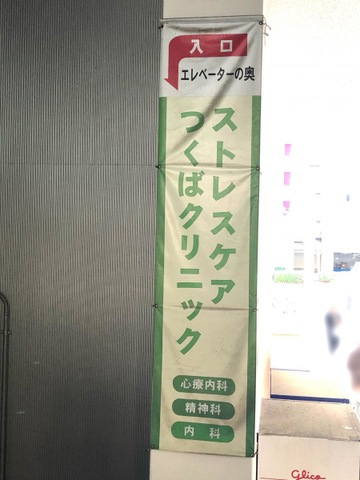 入口
エレベーターの奥
ストレスケア
つくばクリニック
心療内科
精神科
内科
Glico